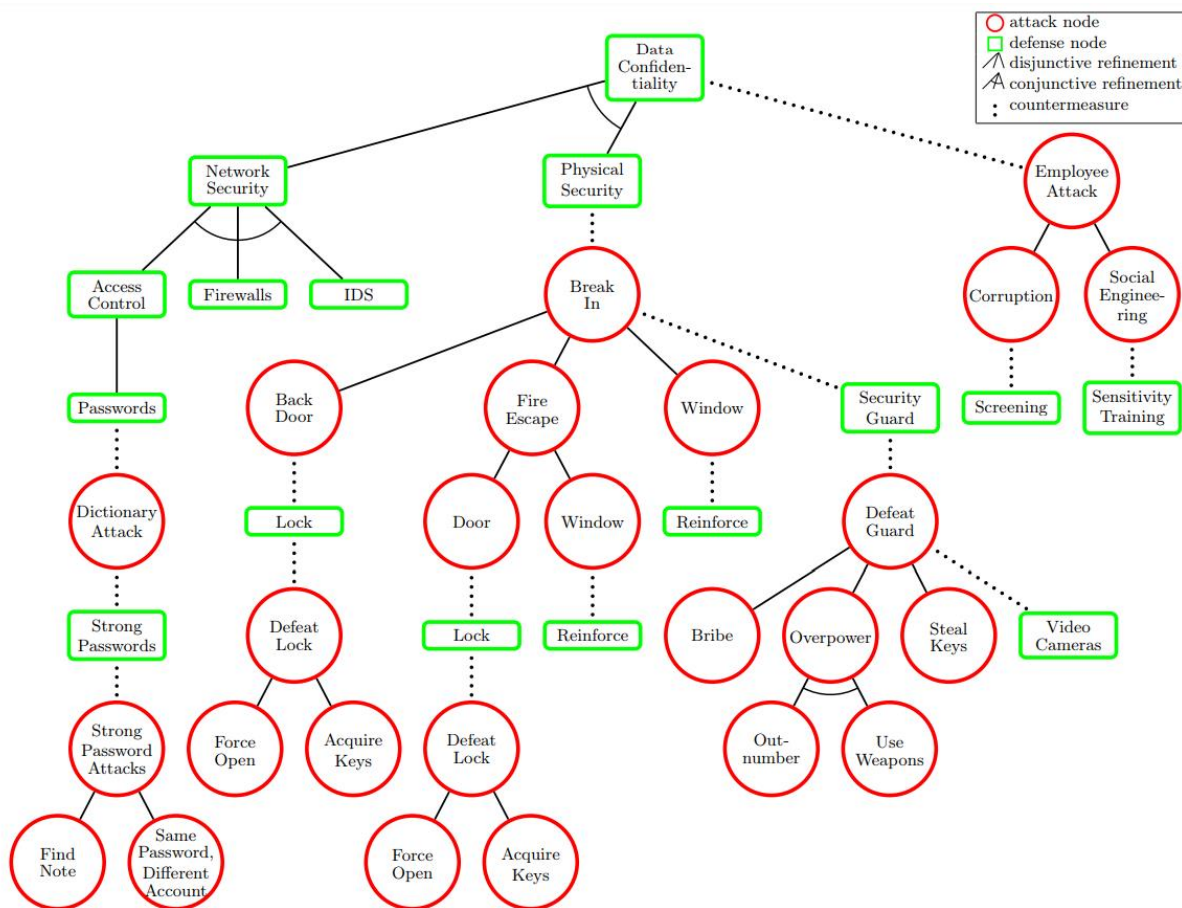 attack node
defense node
disjunctive refinement
conjunctive refinement
countermeasure
Data
Confiden-
tiality
Network
Security
Physical
Security
Employee
Attack
Access
Control
Firewalls
IDS
Break
In
Corruption
Social
Enginee-
ring
Passwords
Back
Door
Fire
Escape
Window
Security
Guard
Screening
Sensitivity
Training
Dictionary
Attack
Lock
Door
Window
Reinforce
Defeat
Guard
Strong
Passwords
Defeat
Lock
Lock
Reinforce
Bribe
Overpower
Steal
Keys
Video
Cameras
Strong
Password
Attacks
Force
Open
Acquire
Keys
Defeat
Lock
Out-
number
Use
Weapons
Find
Note
Same
Password,
Different
Account
Force
Open
Acquire
Keys